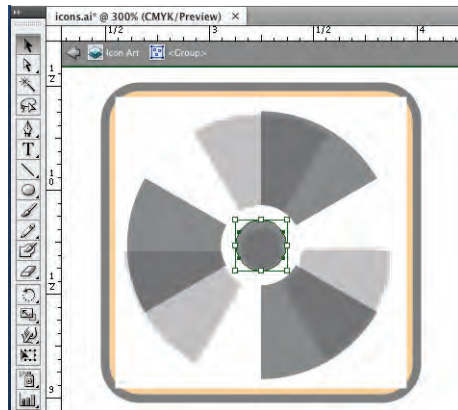 icons.ai* @ 300% (CMYK/Preview) ×
1/2 3 1/2 4
Icon Art <Group>
1
2
1
0
1
2
9
T